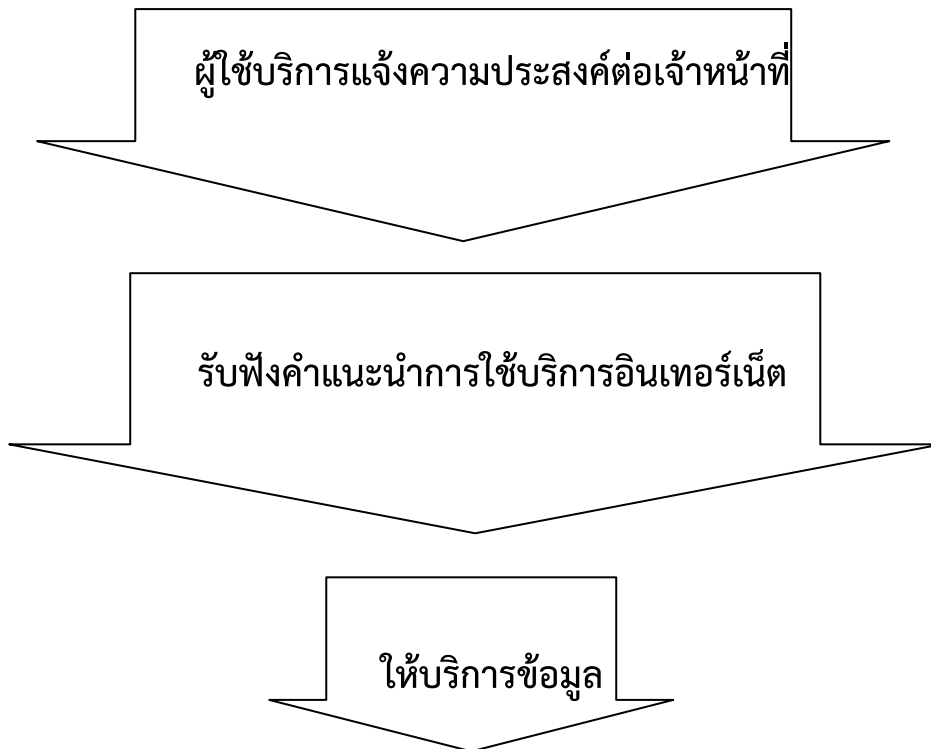 ผู้ใช้บริการแจ้งความประสงค์ต่อเจ้าหน้าที่
รับฟังคำแนะนำการใช้บริการอินเทอร์เน็ต
ให้บริการข้อมูล